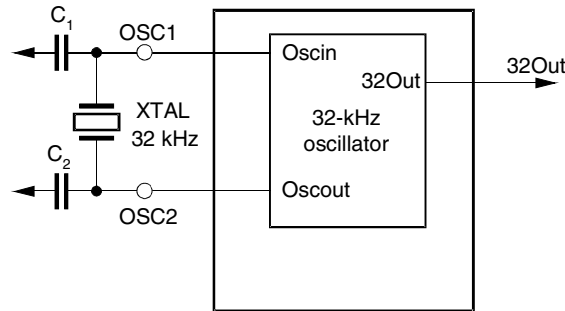 C1
OSC1
Oscin
32Out
32Out
XTAL
32 kHz
32-kHz
oscillator
C2
Oscout
OSC2